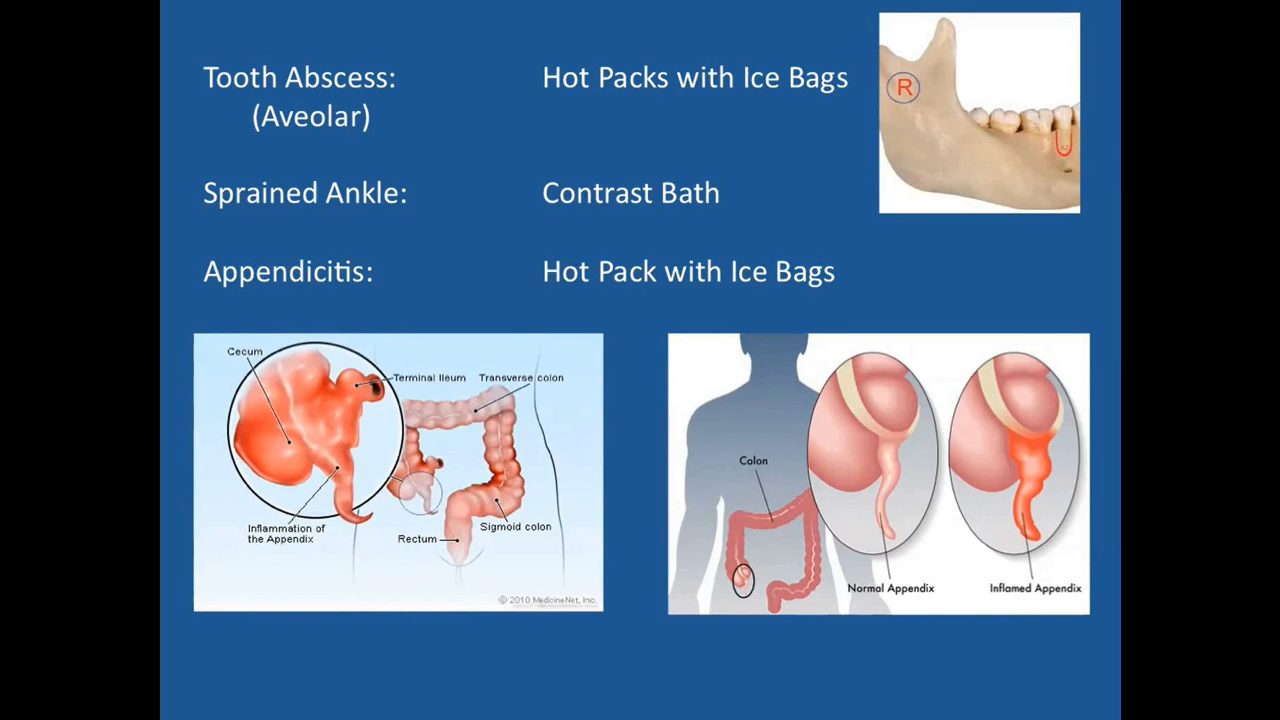 Tooth Abscess: Hot Packs with Ice Bags
(Aveolar)
R
Sprained Ankle: Contrast Bath
Appendicitis: Hot Pack with Ice Bags
Cecum
Terminal Ileum
Transverse colon
Inflammation of
the Appendix
Rectum
Sigmoid colon
© 2010 MedicineNet, Inc.
Colon
Normal Appendix
Inflamed Appendix